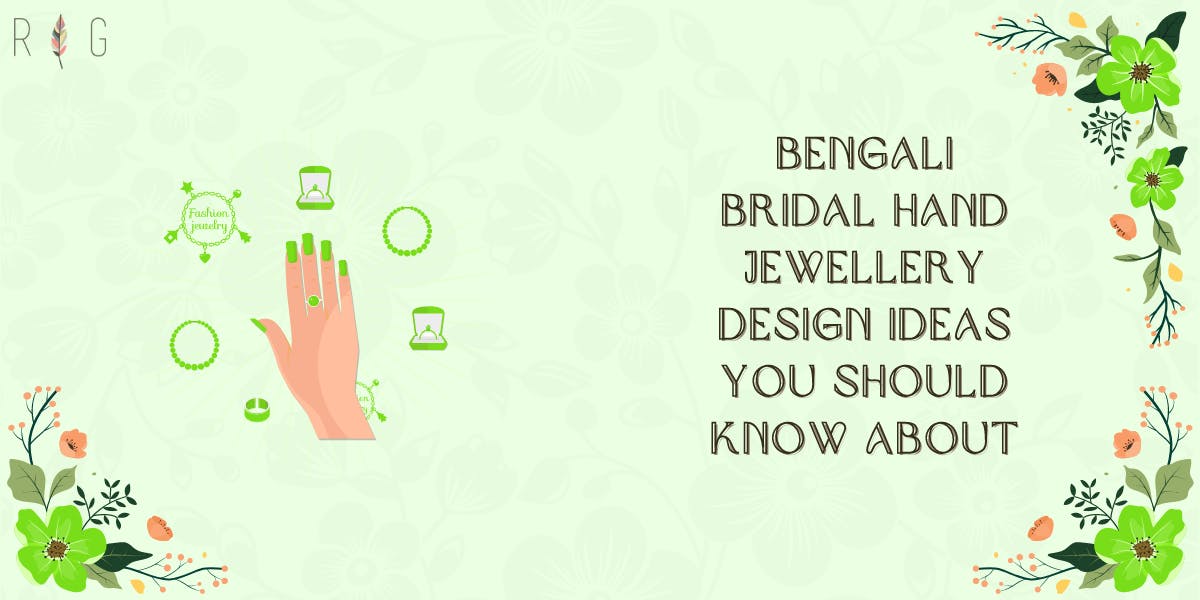 R G
Fashion
jewelry
BENGALI
BRIDAL HAND
JEWELLERY
DESIGN IDEAS
YOU SHOULD
KNOW ABOUT